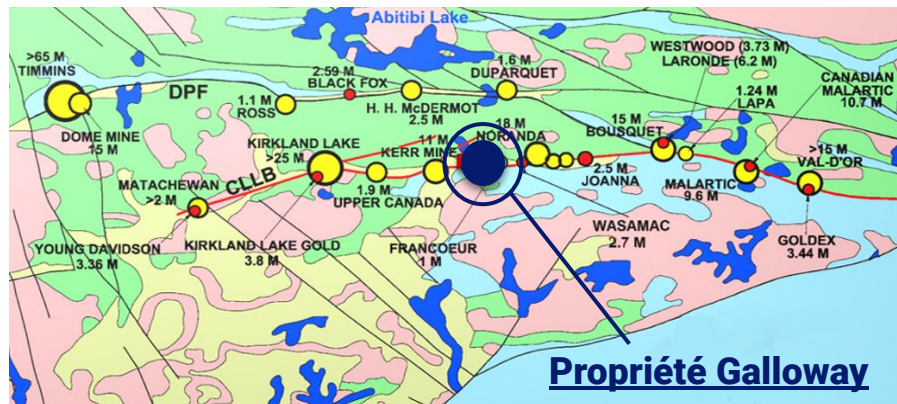 Abitibi Lake
>65 M
TIMMINS
DPF
DOME MINE
15 M
1.1 M
ROSS
2.59 M
BLACK FOX
H. H. McDERMOT
2.5 M
1.6 M
DUPARQUET
WESTWOOD (3.73 M)
LARONDE (6.2 M)
CANADIAN
MALARTIC
10.7 M
1.24 M
LAPA
15 M
BOUSQUET
18 M
NORANDA
11 M
KERR MINE
KIRKLAND LAKE
>25 M
MATACHEWAN
>2 M
CLLB
1.9 M
UPPER CANADA
2.5 M
JOANNA
MALARTIC
9.6 M
>15 M
VAL-D'OR
YOUNG DAVIDSON
3.36 M
KIRKLAND LAKE GOLD
3.8 M
FRANCOEUR
1 M
WASAMAC
2.7 M
GOLDEX
3.44 M
Propriété Galloway